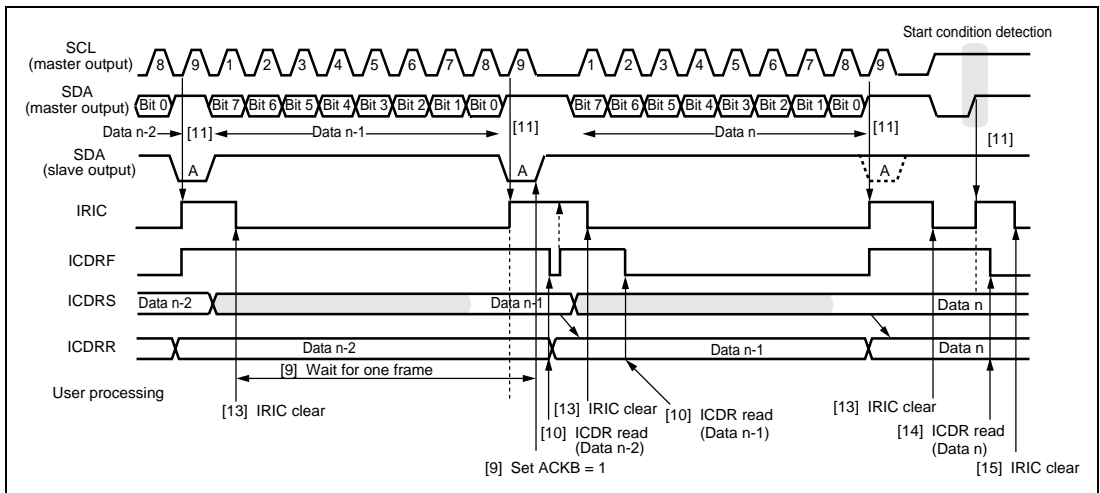 Start condition detection
SCL
(master output)
8 9 1 2 3 4 5 6 7 8 9 1 2 3 4 5 6 7 8 9
SDA
(master output)
Bit 0 Bit 7 Bit 6 Bit 5 Bit 4 Bit 3 Bit 2 Bit 1 Bit 0 Bit 7 Bit 6 Bit 5 Bit 4 Bit 3 Bit 2 Bit 1 Bit 0
Data n-2 [11] Data n-1 [11] Data n [11] [11]
SDA
(slave output)
A A A
IRIC
ICDRF
ICDRS
Data n-2 Data n-1 Data n
ICDRR
Data n-2 Data n-1 Data n
[9] Wait for one frame
User processing
[13] IRIC clear [13] IRIC clear [10] ICDR read
(Data n-1)
[13] IRIC clear
[10] ICDR read
(Data n-2)
[14] ICDR read
(Data n)
[9] Set ACKB = 1 [15] IRIC clear